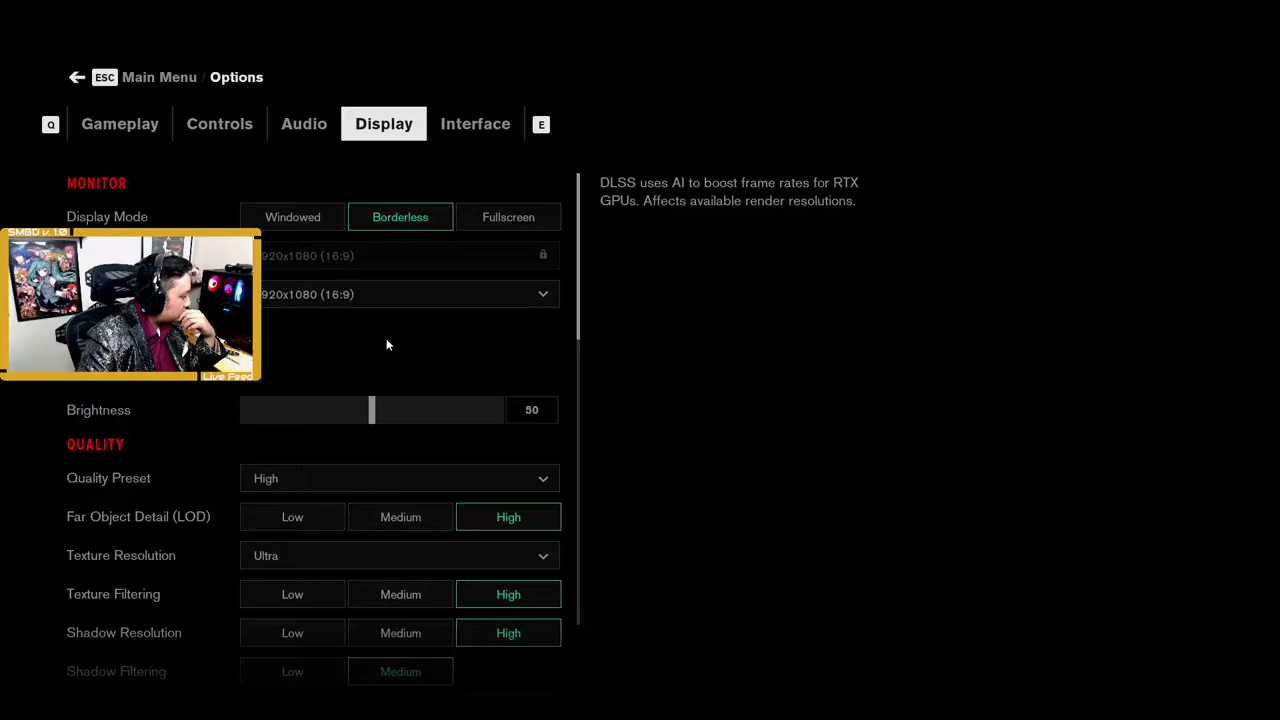 ESC Main Menu / Options
Q Gameplay Controls Audio Display Interface E
MONITOR
DLSS uses AI to boost frame rates for RTX
GPUs. Affects available render resolutions.
Display Mode Windowed Borderless Fullscreen
SMBD v. 1.0
920x1080 (16:9)
920x1080 (16:9)
Live Feed
Brightness 50
QUALITY
Quality Preset High
Far Object Detail (LOD) Low Medium High
Texture Resolution Ultra
Texture Filtering Low Medium High
Shadow Resolution Low Medium High
Shadow Filtering Low Medium